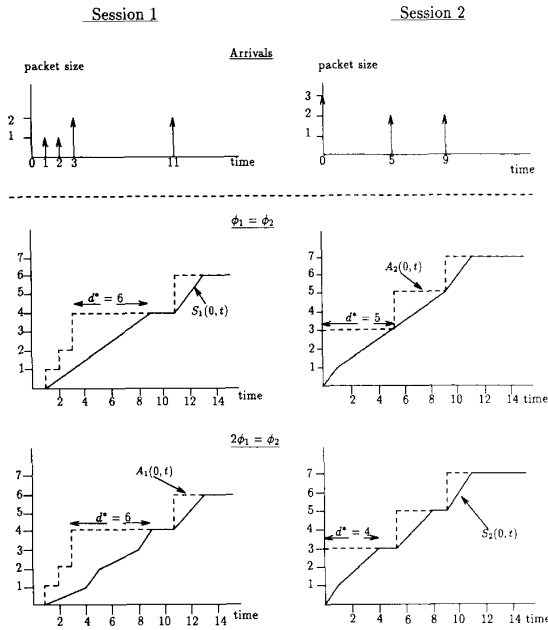 Session 1
Session 2
Arrivals
packet size
packet size
2
1
0 1 2 3 11 time
3
2
1
0 5 9
time
ϕ₁ = ϕ₂
7
6
5
4
3
2
1
d* = 6
S₁(0, t)
2 4 6 8 10 12 14
time
7
6
5
4
3
2
1
A₂(0, t)
d* = 5
2 4 6 8 10 12 14 time
2ϕ₁ = ϕ₂
7
6
5
4
3
2
1
A₁(0, t)
d* = 6
2 4 6 8 10 12 14 time
7
6
5
4
3
2
1
d* = 4
S₂(0, t)
2 4 6 8 10 12 14 time